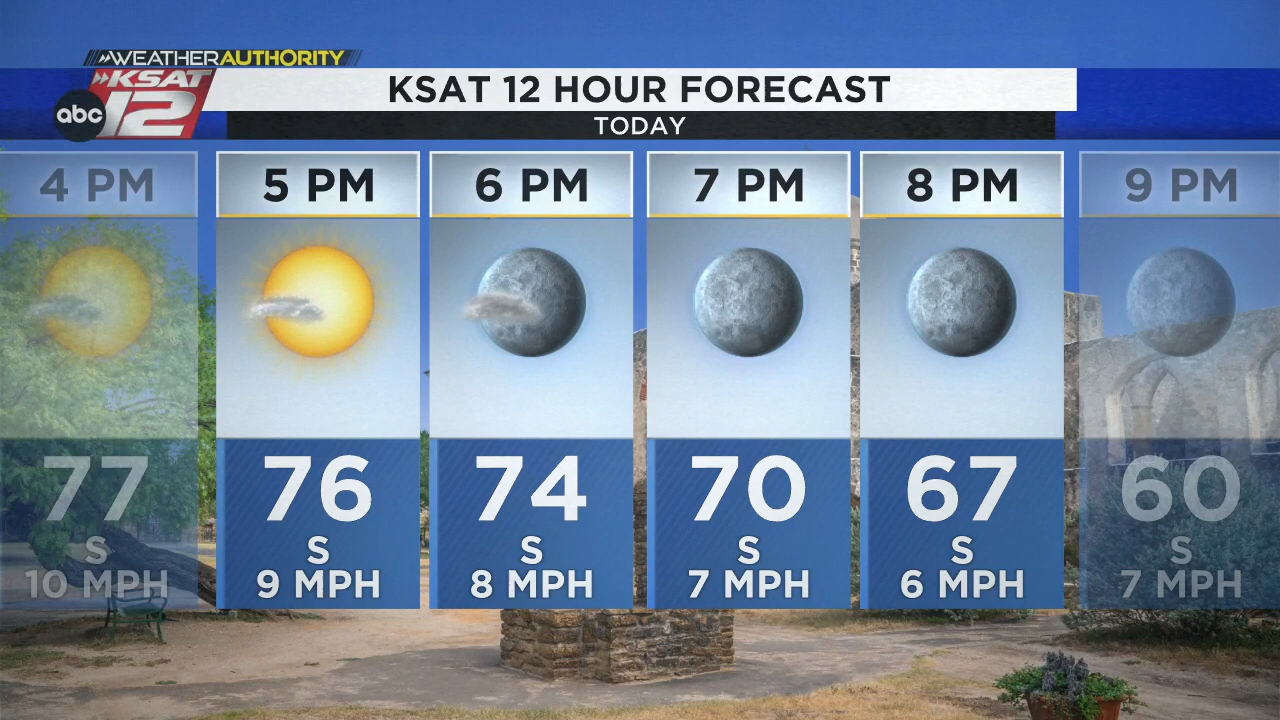 WEATHERAUTHORITY
KSAT
abc 12
KSAT 12 HOUR FORECAST
TODAY
4 PM 5 PM 6 PM 7 PM 8 PM 9 PM
77 76 74 70 67 60
S S S S S S
10 MPH 9 MPH 8 MPH 7 MPH 6 MPH 7 MPH